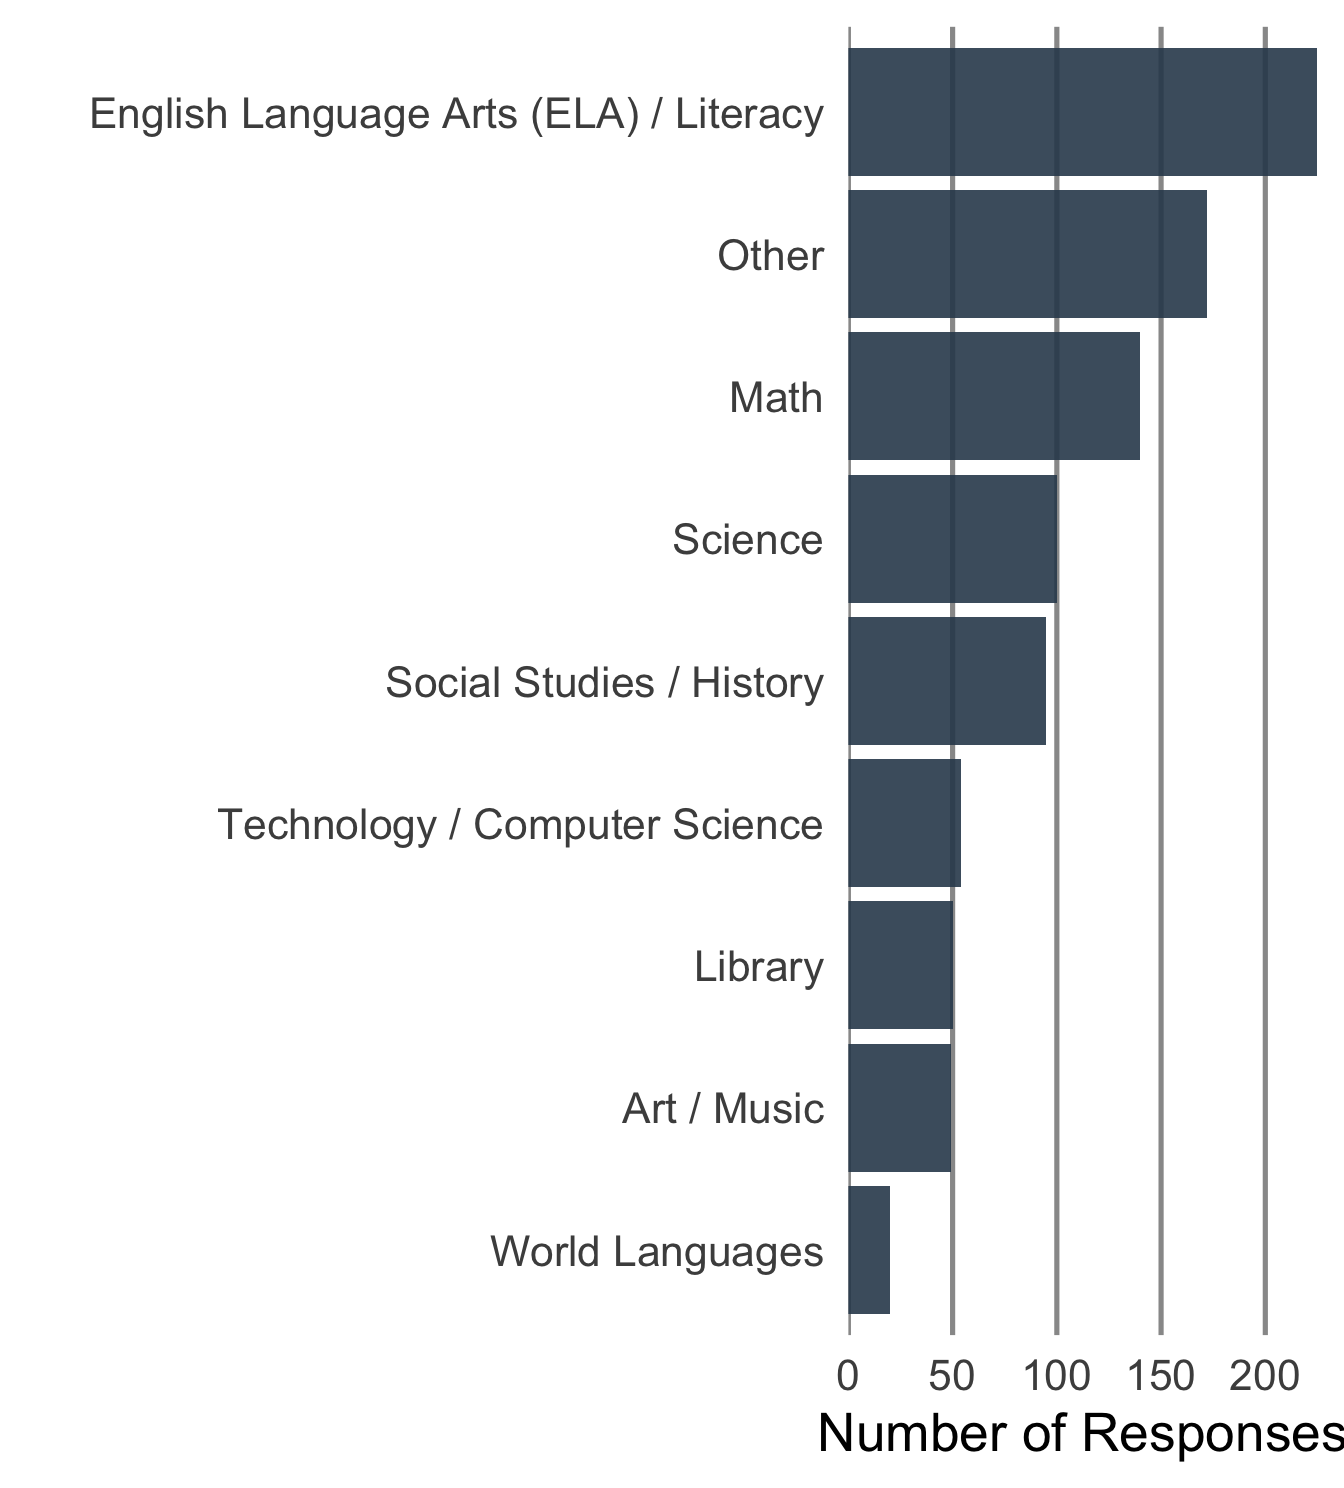 English Language Arts (ELA) / Literacy
Other
Math
Science
Social Studies / History
Technology / Computer Science
Library
Art / Music
World Languages
0 50 100 150 200
Number of Responses